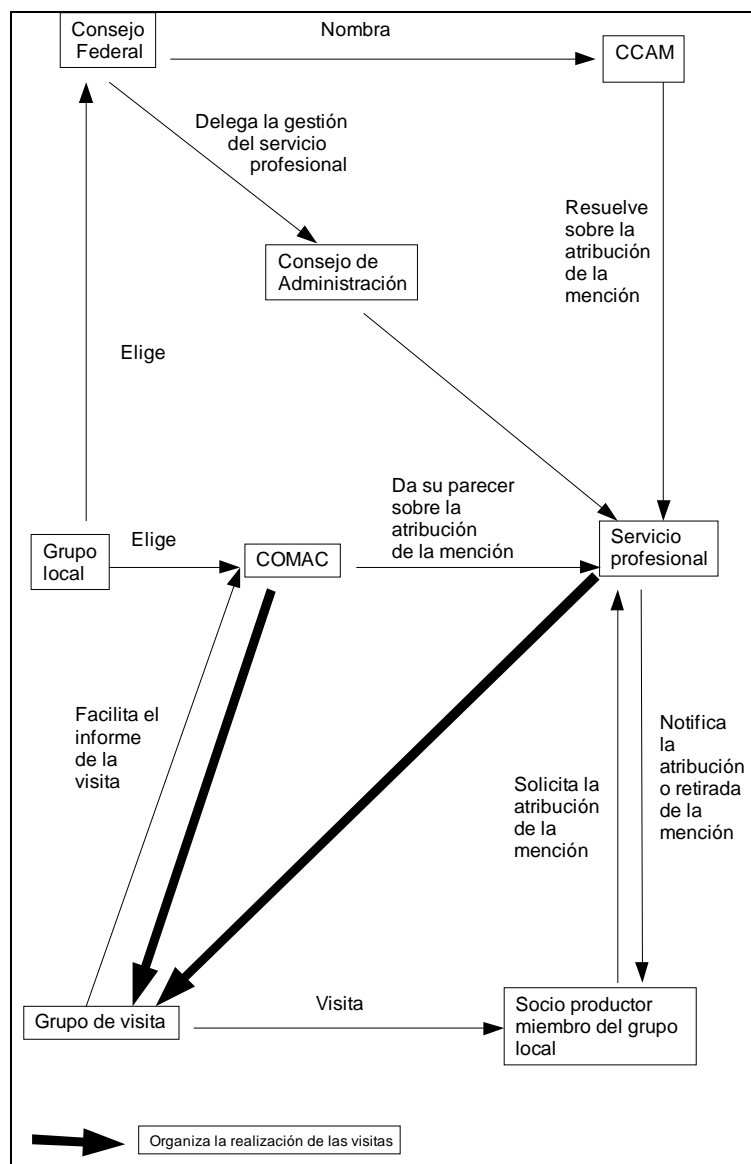 Consejo
Federal
Nombra
CCAM
Delega la gestión
del servicio
profesional
Resuelve
sobre la
atribución
de la
mención
Consejo de
Administración
Elige
Da su parecer
sobre la
atribución
de la mención
Grupo
local
Elige
COMAC
Servicio
profesional
Facilita el
informe
de la
visita
Solicita la
atribución
de la
mención
Notifica
la
atribución
o retirada
de la
mención
Grupo de visita
Visita
Socio productor
miembro del grupo
local
Organiza la realización de las visitas